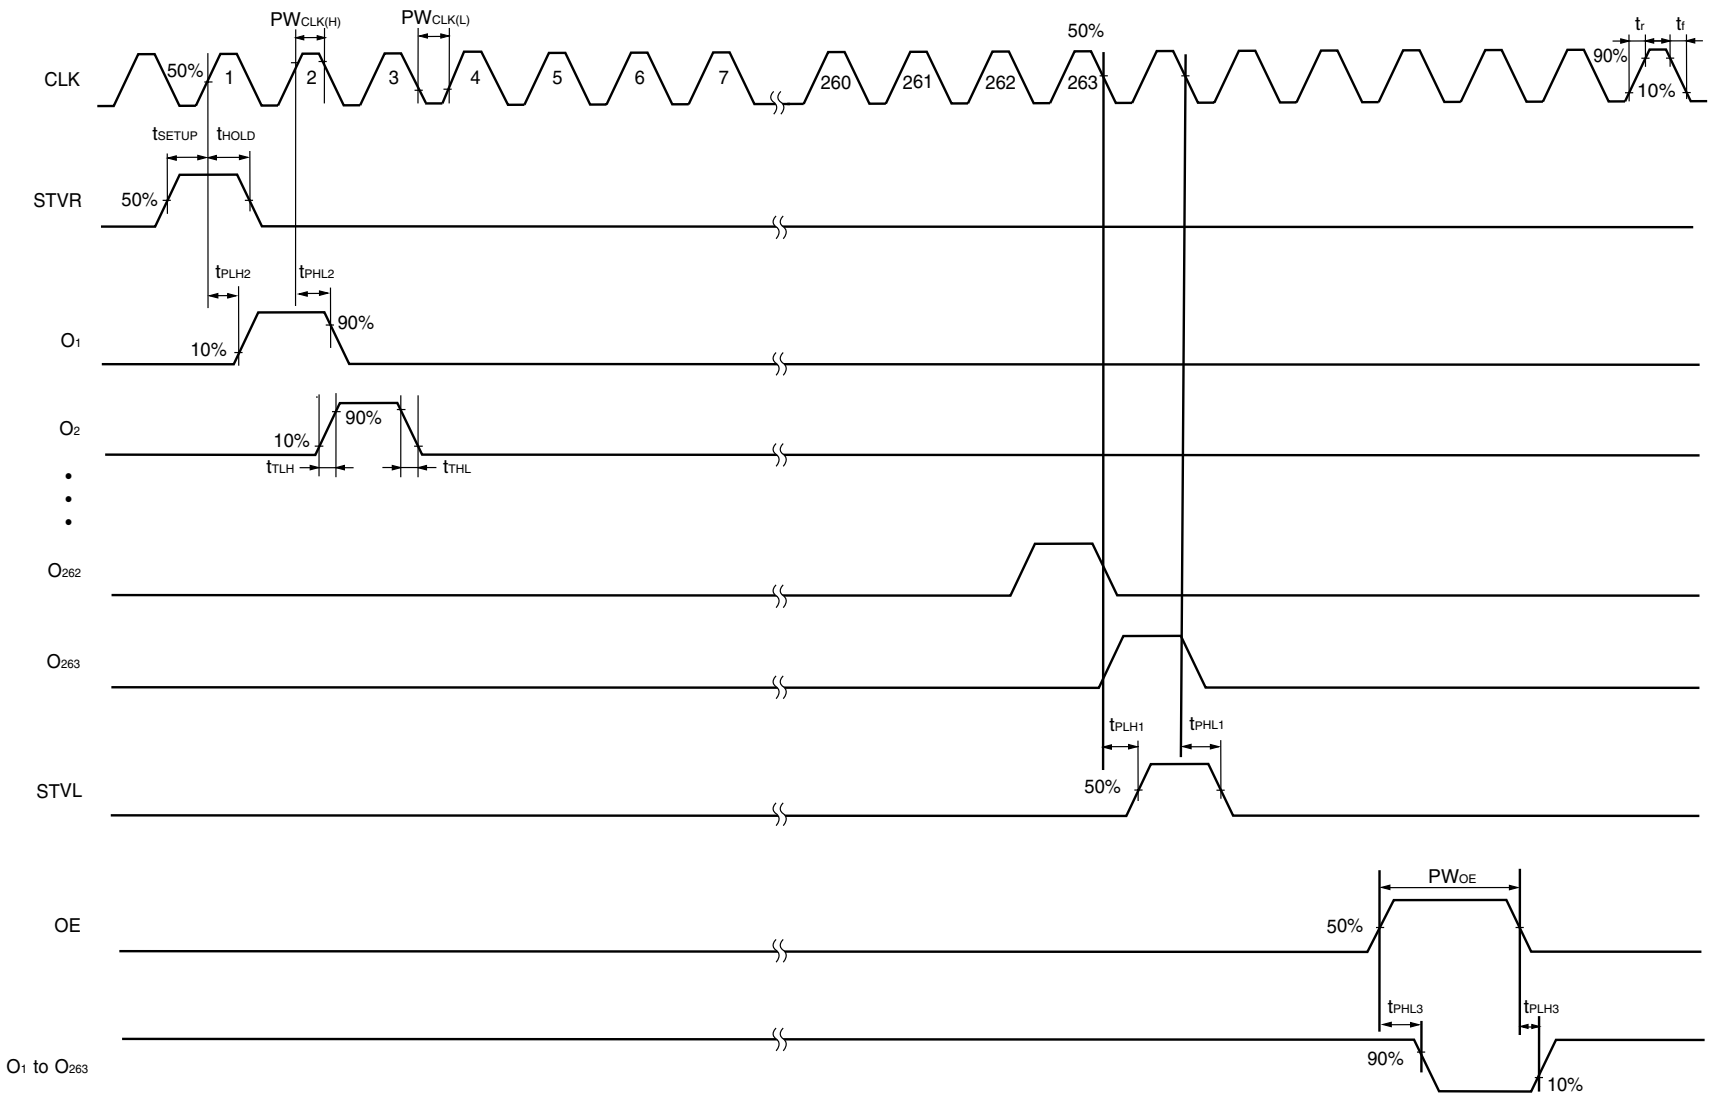 PWCLK(H)
PWCLK(L)
50%
tr
tf
CLK
50%
1
2
3
4
5
6
7
260
261
262
263
90%
10%
tSETUP
tHOLD
STVR
50%
tPLH2
tPHL2
O1
10%
90%
O2
10%
90%
tTLH
tTHL
O262
O263
tPLH1
tPHL1
STVL
50%
PWOE
OE
50%
tPHL3
tPLH3
O1 to O263
90%
10%